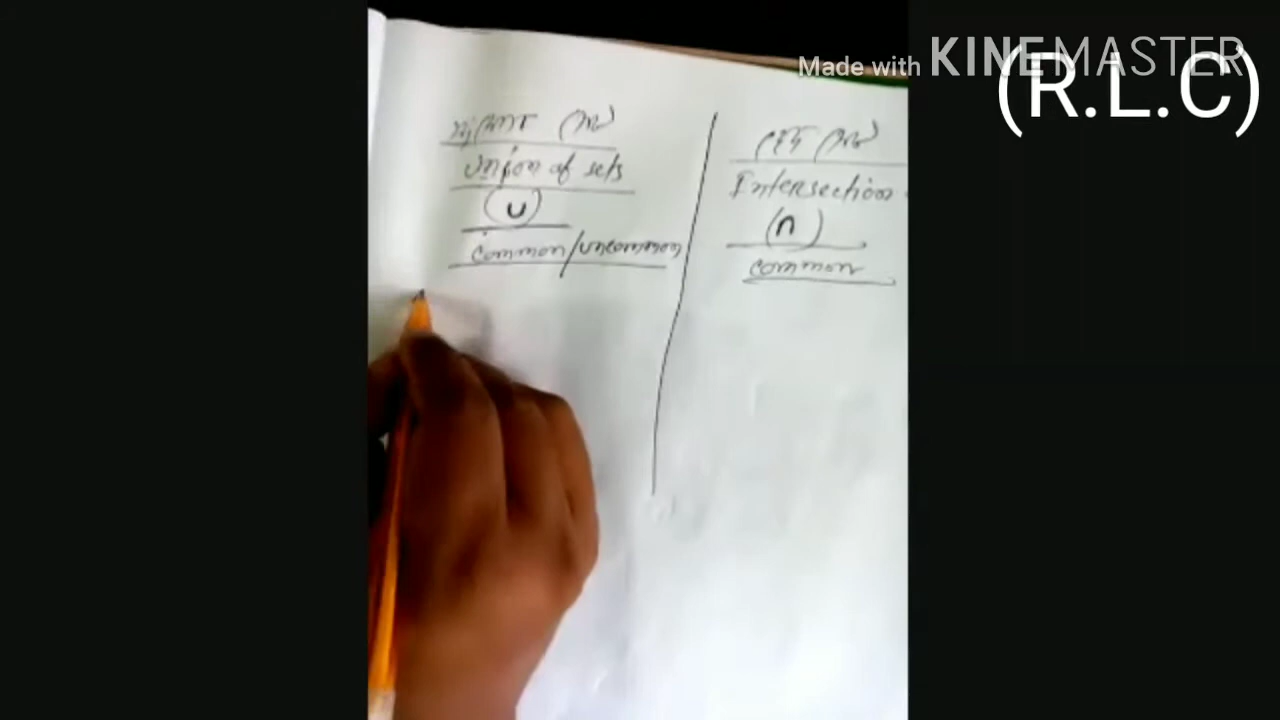 Made with KINEMASTER
(R.L.C)
সংযোগ সেট
Union of sets
(∪)
common/uncommon
ছেদ সেট
Intersection
(∩)
common